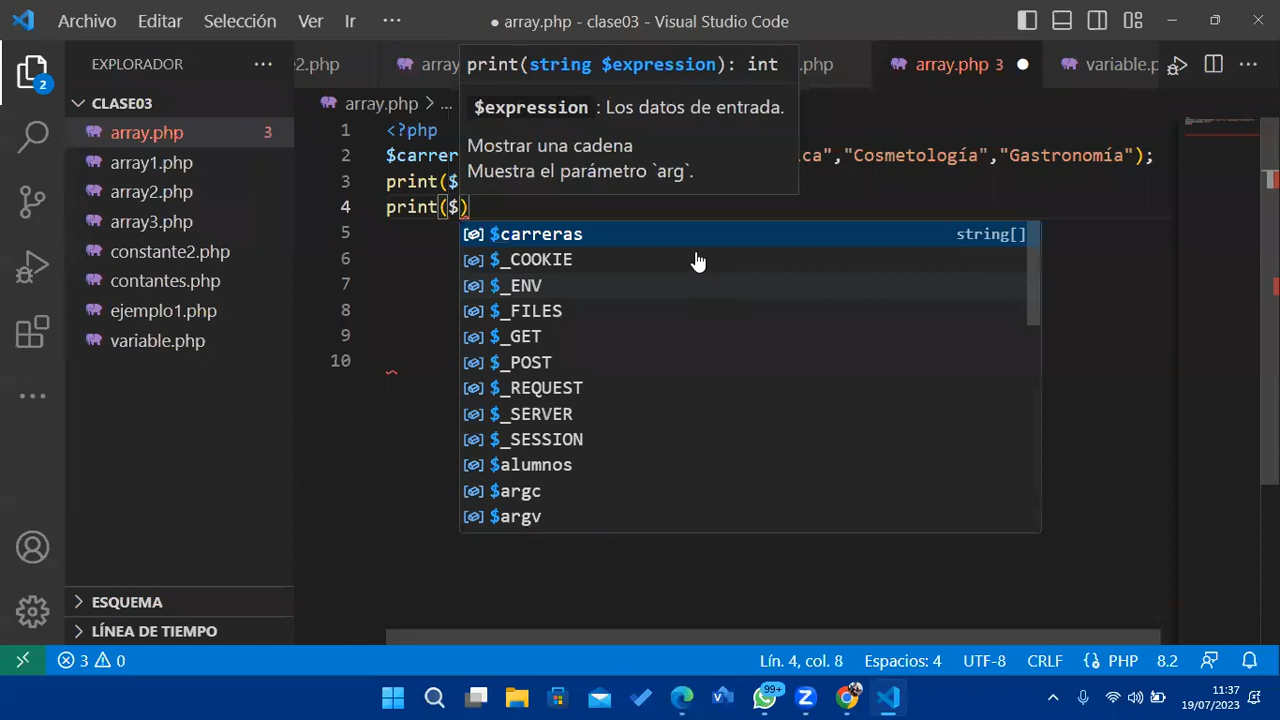 Archivo Editar Selección Ver Ir ··· ● array.php - clase03 - Visual Studio Code
EXPLORADOR ···
2.php array .php array.php 3 ● variable.p ···
CLASE03
array.php 3
array1.php
array2.php
array3.php
constante2.php
contantes.php
ejemplo1.php
variable.php
array.php > ...
print(string $expression): int
$expression : Los datos de entrada.
Mostrar una cadena
Muestra el parámetro `arg`.
1 <?php
2 $carrer ca","Cosmetología","Gastronomía");
3 print($
4 print($)
5
6
7
8
9
10
$carreras string[]
$_COOKIE
$_ENV
$_FILES
$_GET
$_POST
$_REQUEST
$_SERVER
$_SESSION
$alumnos
$argc
$argv
2
ESQUEMA
LÍNEA DE TIEMPO
3 0 Lín. 4, col. 8 Espacios: 4 UTF-8 CRLF {} PHP 8.2
99+
11:37
19/07/2023